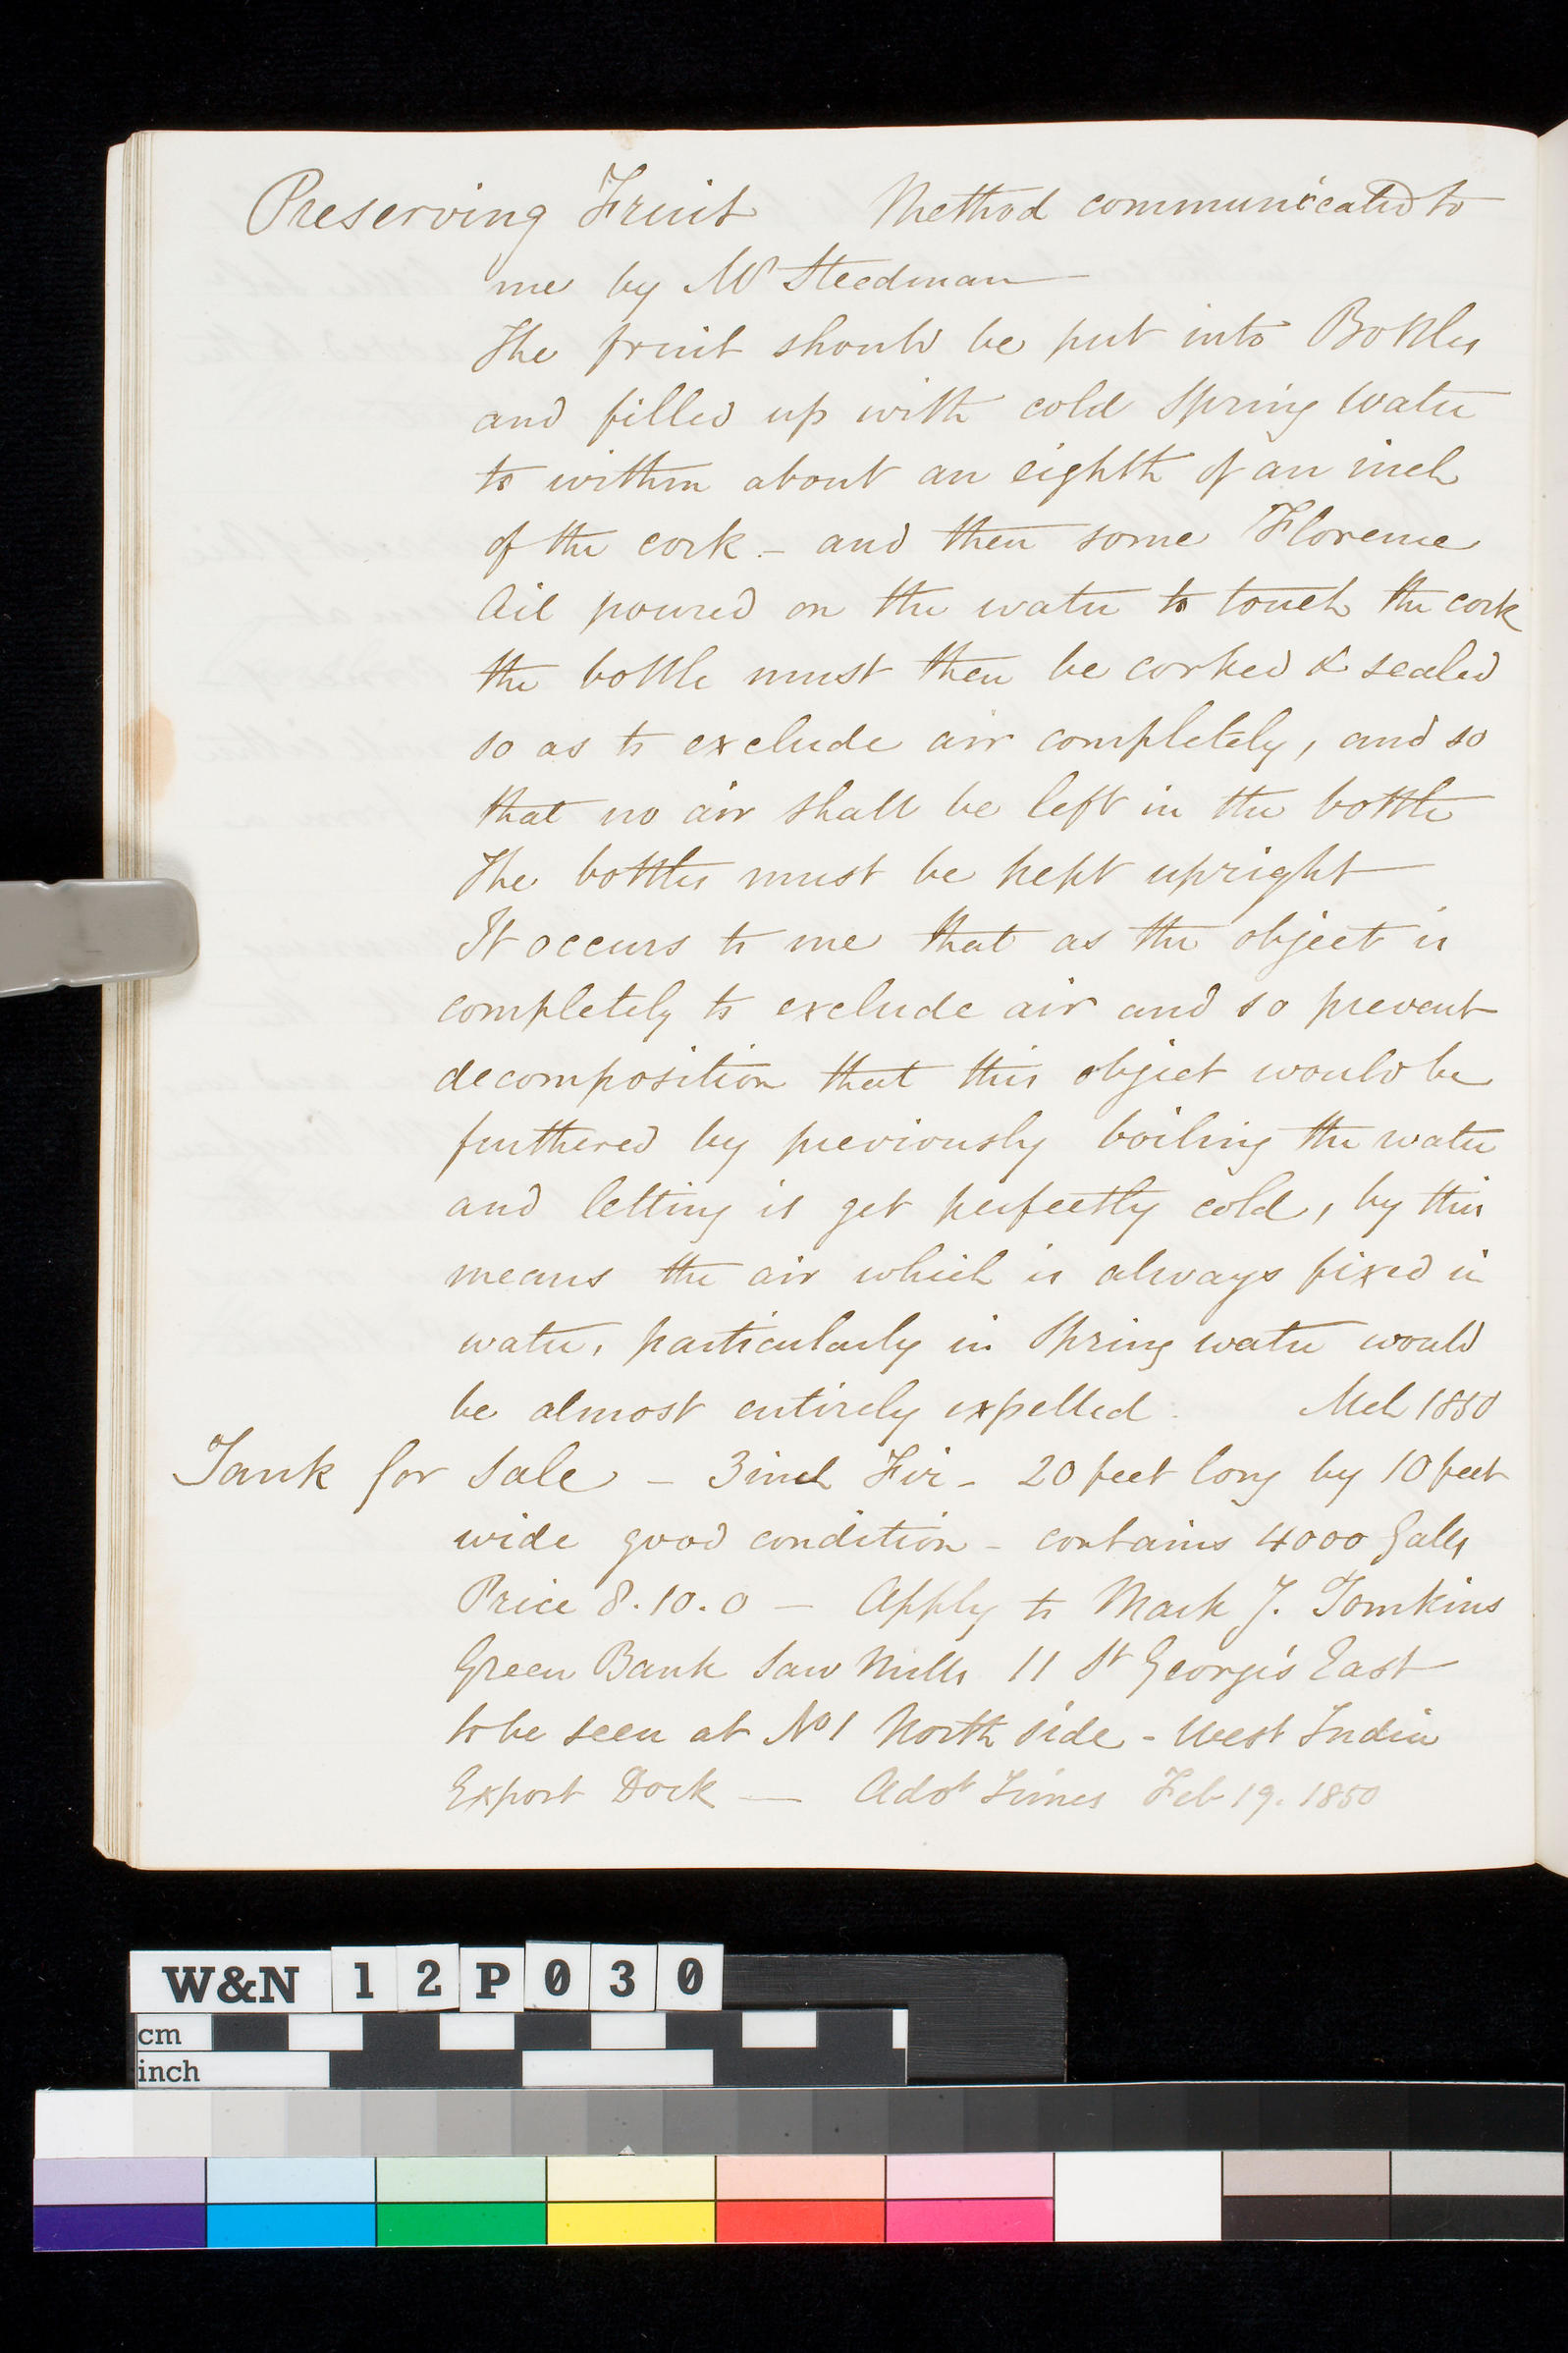 Preserving Fruit Method communicated to
me by Mr Steedman
The fruit should be put into Bottles
and filled up with cold Spring Water
to within about an eighth of an inch
of the cork - and then some Florence
Oil poured on the water to touch the cork
the bottle must then be corked & sealed
so as to exclude air completely, and so
that no air shall be left in the bottle
The bottles must be kept upright
It occurs to me that as the object is
completely to exclude air and so prevent
decomposition that this object would be
furthered by previously boiling the water
and letting it get perfectly cold, by this
means the air which is always fixed in
water, particularly in Spring water would
be almost entirely expelled. Mch 1850
Tank for Sale - 3 inch Fir - 20 feet long by 10 feet
wide good condition - contains 4000 Galls
Price 8.10.0 - Apply to Mark J. Tomkins
Green Bank Saw Mills 11 St George's East
to be seen at No 1 North side - West India
Export Dock - Advt Times Feb 19. 1850
W&N 12P030
cm
inch